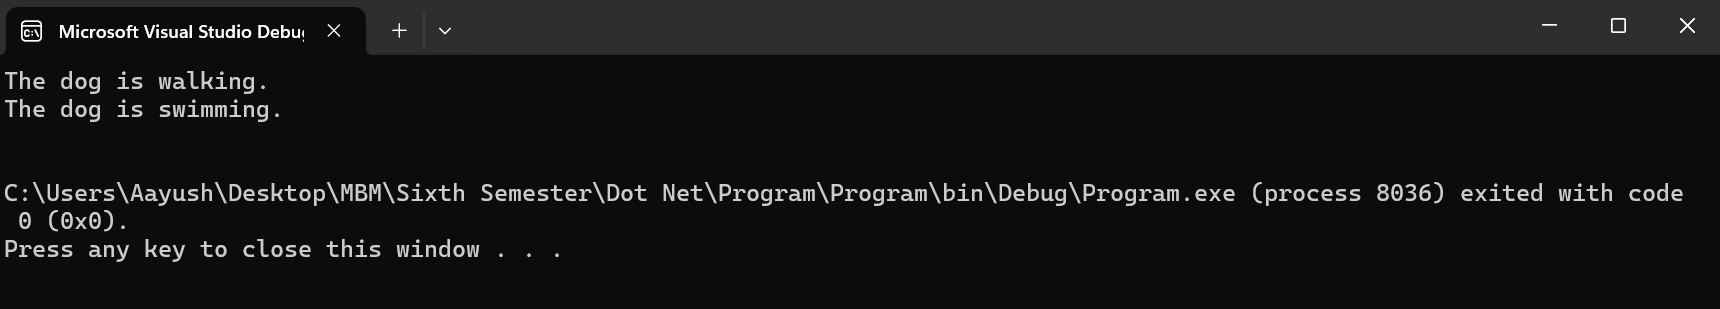 Microsoft Visual Studio Debu
The dog is walking.
The dog is swimming.
C:\Users\Aayush\Desktop\MBM\Sixth Semester\Dot Net\Program\Program\bin\Debug\Program.exe (process 8036) exited with code
 0 (0x0).
Press any key to close this window . . .